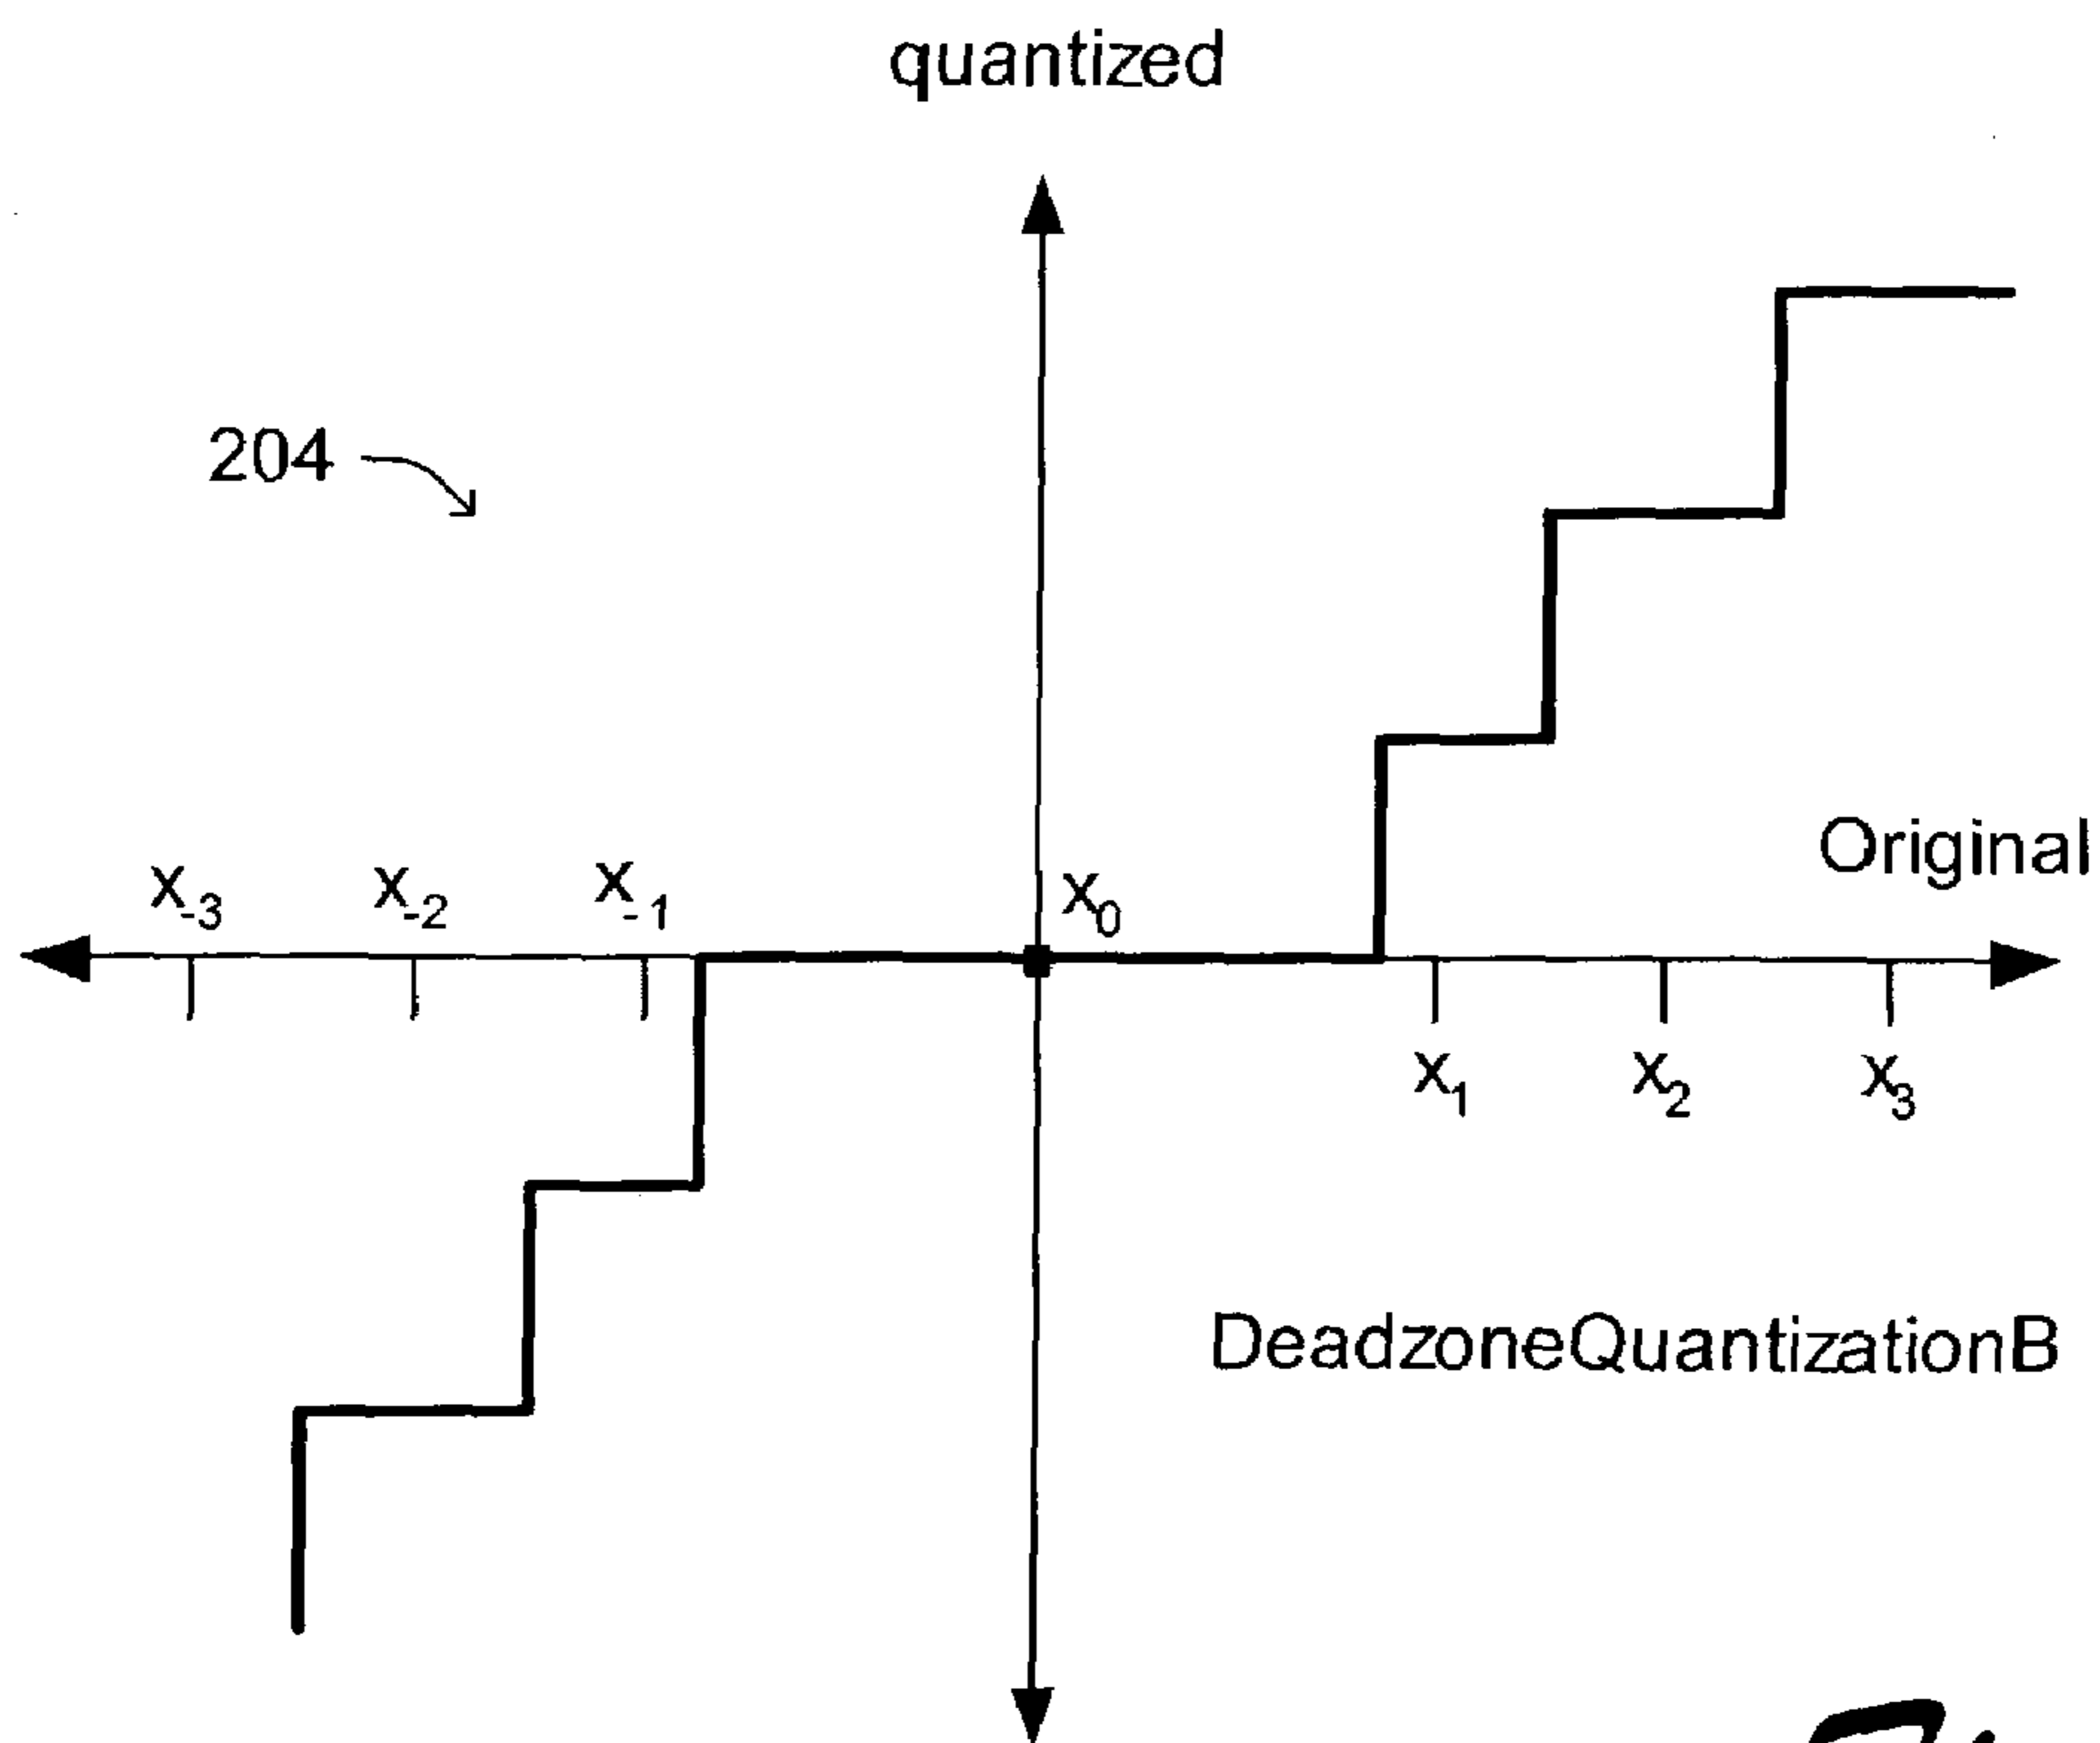 quantized
204
Original
x-3 x-2 x-1 x0
x1 x2 x3
DeadzoneQuantizationB